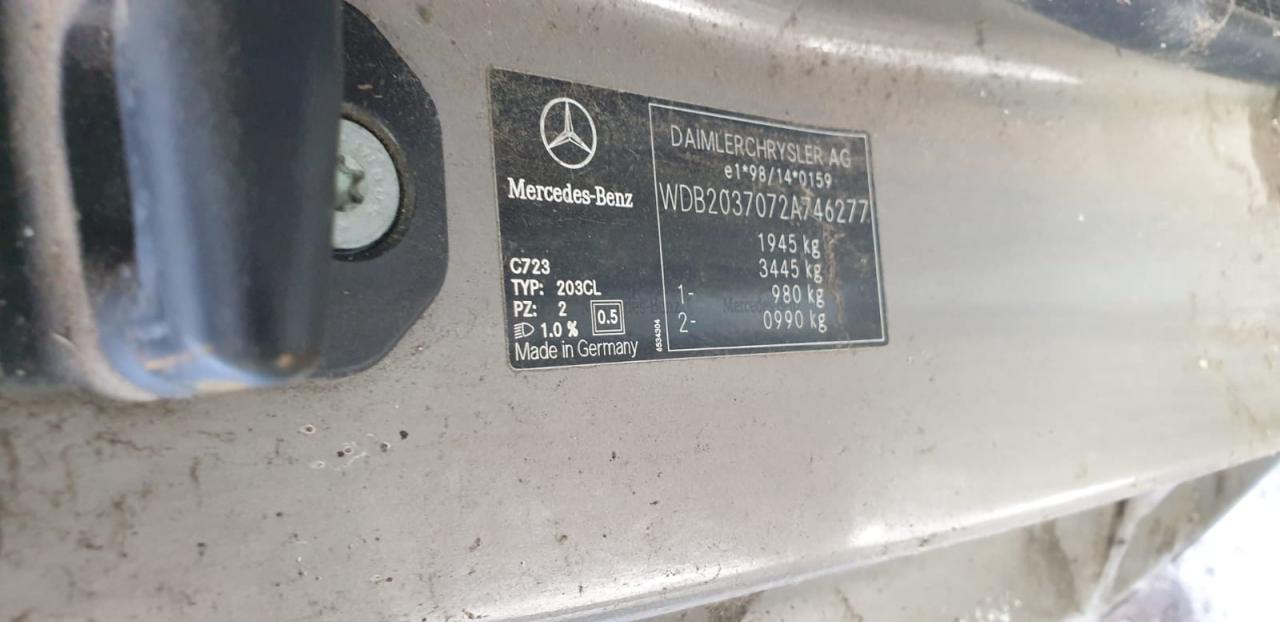 Mercedes-Benz
C723
TYP: 203CL
PZ: 2
1.0 % 0.5
Made in Germany
6534304
DAIMLERCHRYSLER AG
e1*98/14*0159
WDB2037072A746277
1945 kg
3445 kg
1- 980 kg
2- 0990 kg